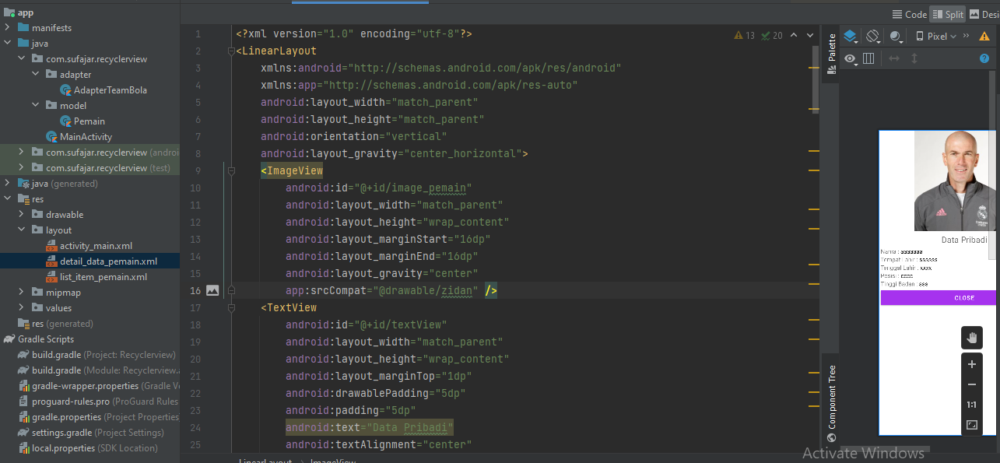 app
manifests
java
com.sufajar.recyclerview
adapter
AdapterTeamBola
model
Pemain
MainActivity
com.sufajar.recyclerview (androi
com.sufajar.recyclerview (test)
java (generated)
res
drawable
layout
activity_main.xml
detail_data_pemain.xml
list_item_pemain.xml
mipmap
values
res (generated)
Gradle Scripts
build.gradle (Project: Recyclerview)
build.gradle (Module: Recyclerview.
gradle-wrapper.properties (Gradle V
proguard-rules.pro (ProGuard Rules
gradle.properties (Project Properties
settings.gradle (Project Settings)
local.properties (SDK Location)
Code Split Desi
13 20
1 <?xml version="1.0" encoding="utf-8"?>
2 <LinearLayout
3 xmlns:android="http://schemas.android.com/apk/res/android"
4 xmlns:app="http://schemas.android.com/apk/res-auto"
5 android:layout_width="match_parent"
6 android:layout_height="match_parent"
7 android:orientation="vertical"
8 android:layout_gravity="center_horizontal">
9 <ImageView
10 android:id="@+id/image_pemain"
11 android:layout_width="match_parent"
12 android:layout_height="wrap_content"
13 android:layout_marginStart="16dp"
14 android:layout_marginEnd="16dp"
15 android:layout_gravity="center"
16 app:srcCompat="@drawable/zidan" />
17 <TextView
18 android:id="@+id/textView"
19 android:layout_width="match_parent"
20 android:layout_height="wrap_content"
21 android:layout_marginTop="1dp"
22 android:drawablePadding="5dp"
23 android:padding="5dp"
24 android:text="Data Pribadi"
25 android:textAlignment="center"
LinearLayout > ImageView
Palette
Component Tree
Pixel
?
Data Pribadi
Nama : aaaaaaa
Tempat Lahir : ssssss
Tanggal Lahir : xxxx
Posisi : cccc
Tinggi Badan : aaa
CLOSE
1:1
Activate Windows